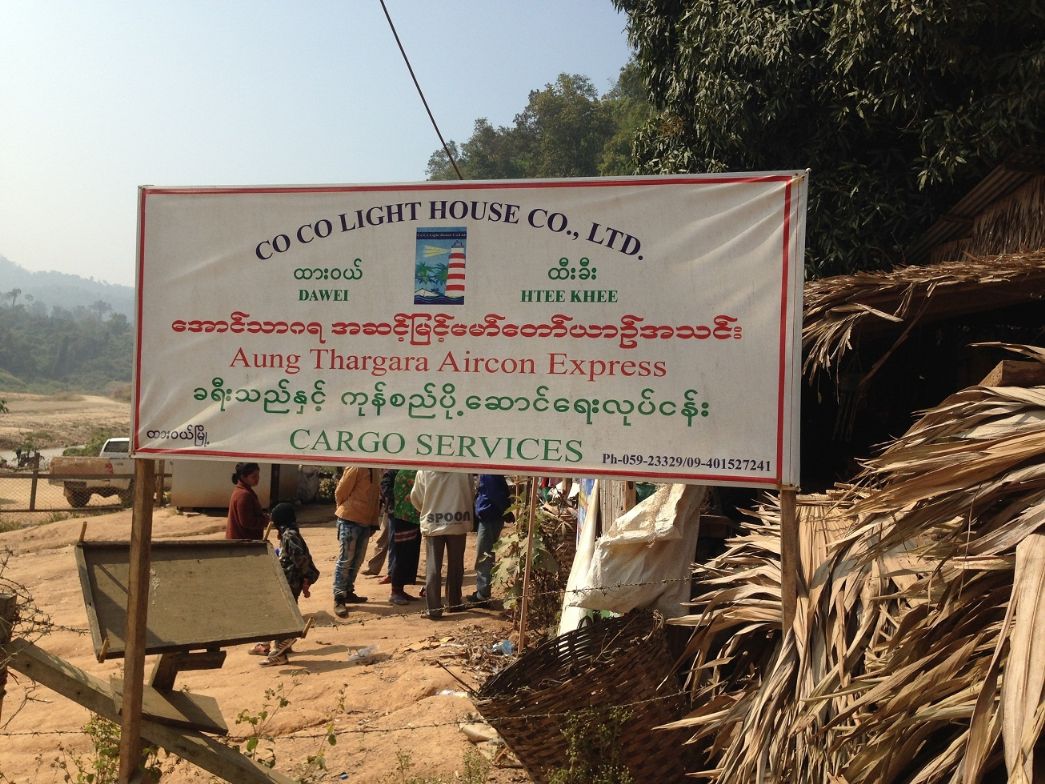 CO CO LIGHT HOUSE CO., LTD.
ထားဝယ် ထီးခီး
DAWEI HTEE KHEE
အောင်သာဂရ အဆင့်မြင့်မော်တော်ယာဉ်အသင်း
Aung Thargara Aircon Express
ခရီးသည်နှင့် ကုန်စည်ပို့ဆောင်ရေးလုပ်ငန်း
ထားဝယ်မြို့
CARGO SERVICES
Ph-059-23329/09-401527241
SPOON